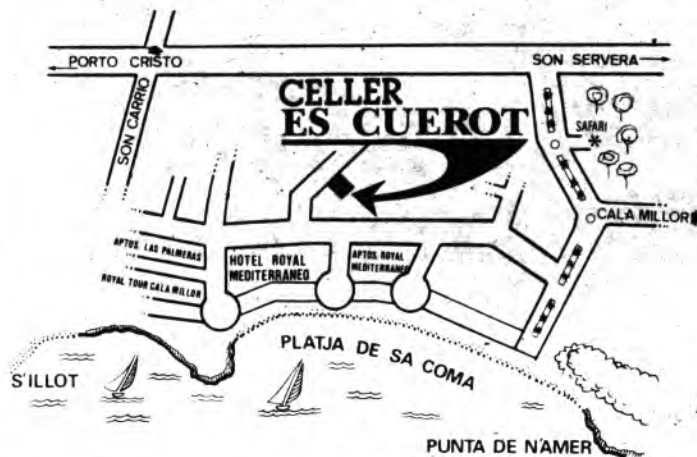 PORTO CRISTO
SON SERVERA
SON CARRIO
CELLER
ES CUEROT
SAFARI
CALA MILLOR
APTOS. LAS PALMERAS
HOTEL ROYAL
MEDITERRANEO
APTOS. ROYAL
MEDITERRANEO
ROYAL TOUR CALA MILLOR
PLATJA DE SA COMA
S'ILLOT
PUNTA DE N'AMER